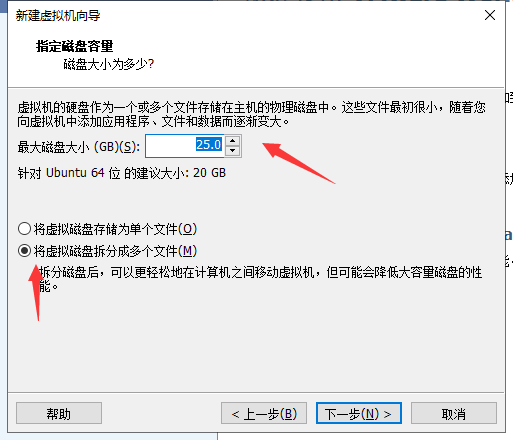 新建虚拟机向导
指定磁盘容量
磁盘大小为多少?
虚拟机的硬盘作为一个或多个文件存储在主机的物理磁盘中。这些文件最初很小，随着您
向虚拟机中添加应用程序、文件和数据而逐渐变大。
最大磁盘大小 (GB)(S): 25.0
针对 Ubuntu 64 位 的建议大小: 20 GB
将虚拟磁盘存储为单个文件(O)
将虚拟磁盘拆分成多个文件(M)
拆分磁盘后，可以更轻松地在计算机之间移动虚拟机，但可能会降低大容量磁盘的性
能。
帮助
< 上一步(B)
下一步(N) >
取消